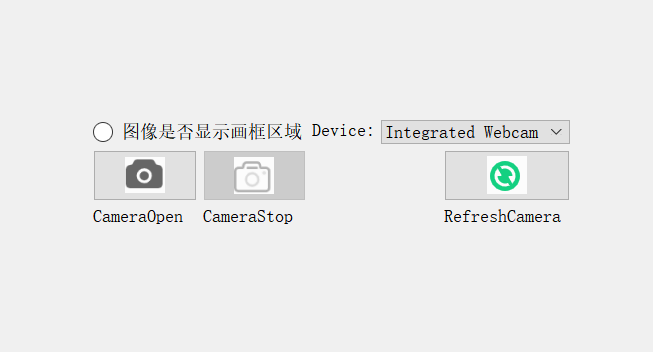 图像是否显示画框区域 Device: Integrated Webcam
CameraOpen CameraStop RefreshCamera